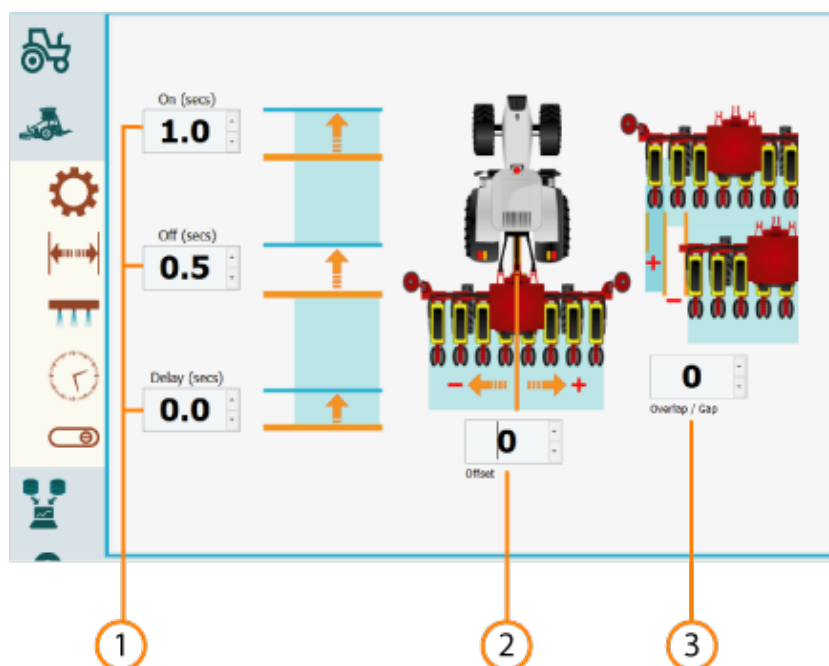 On (secs)
1.0
Off (secs)
0.5
Delay (secs)
0.0
- +
0
Offset
+
-
0
Overlap / Gap
1 2 3